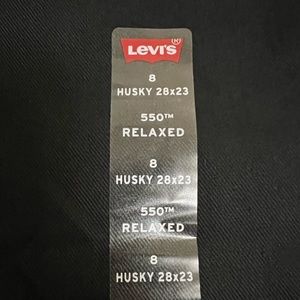 Levi's ®
8
HUSKY 28x23
550™
RELAXED
8
HUSKY 28x23
550™
RELAXED
8
HUSKY 28x23